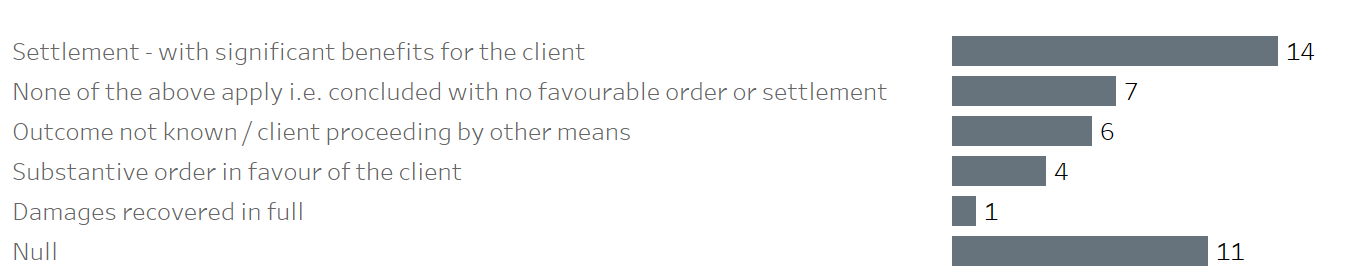 Settlement - with significant benefits for the client 14
None of the above apply i.e. concluded with no favourable order or settlement 7
Outcome not known / client proceeding by other means 6
Substantive order in favour of the client 4
Damages recovered in full 1
Null 11